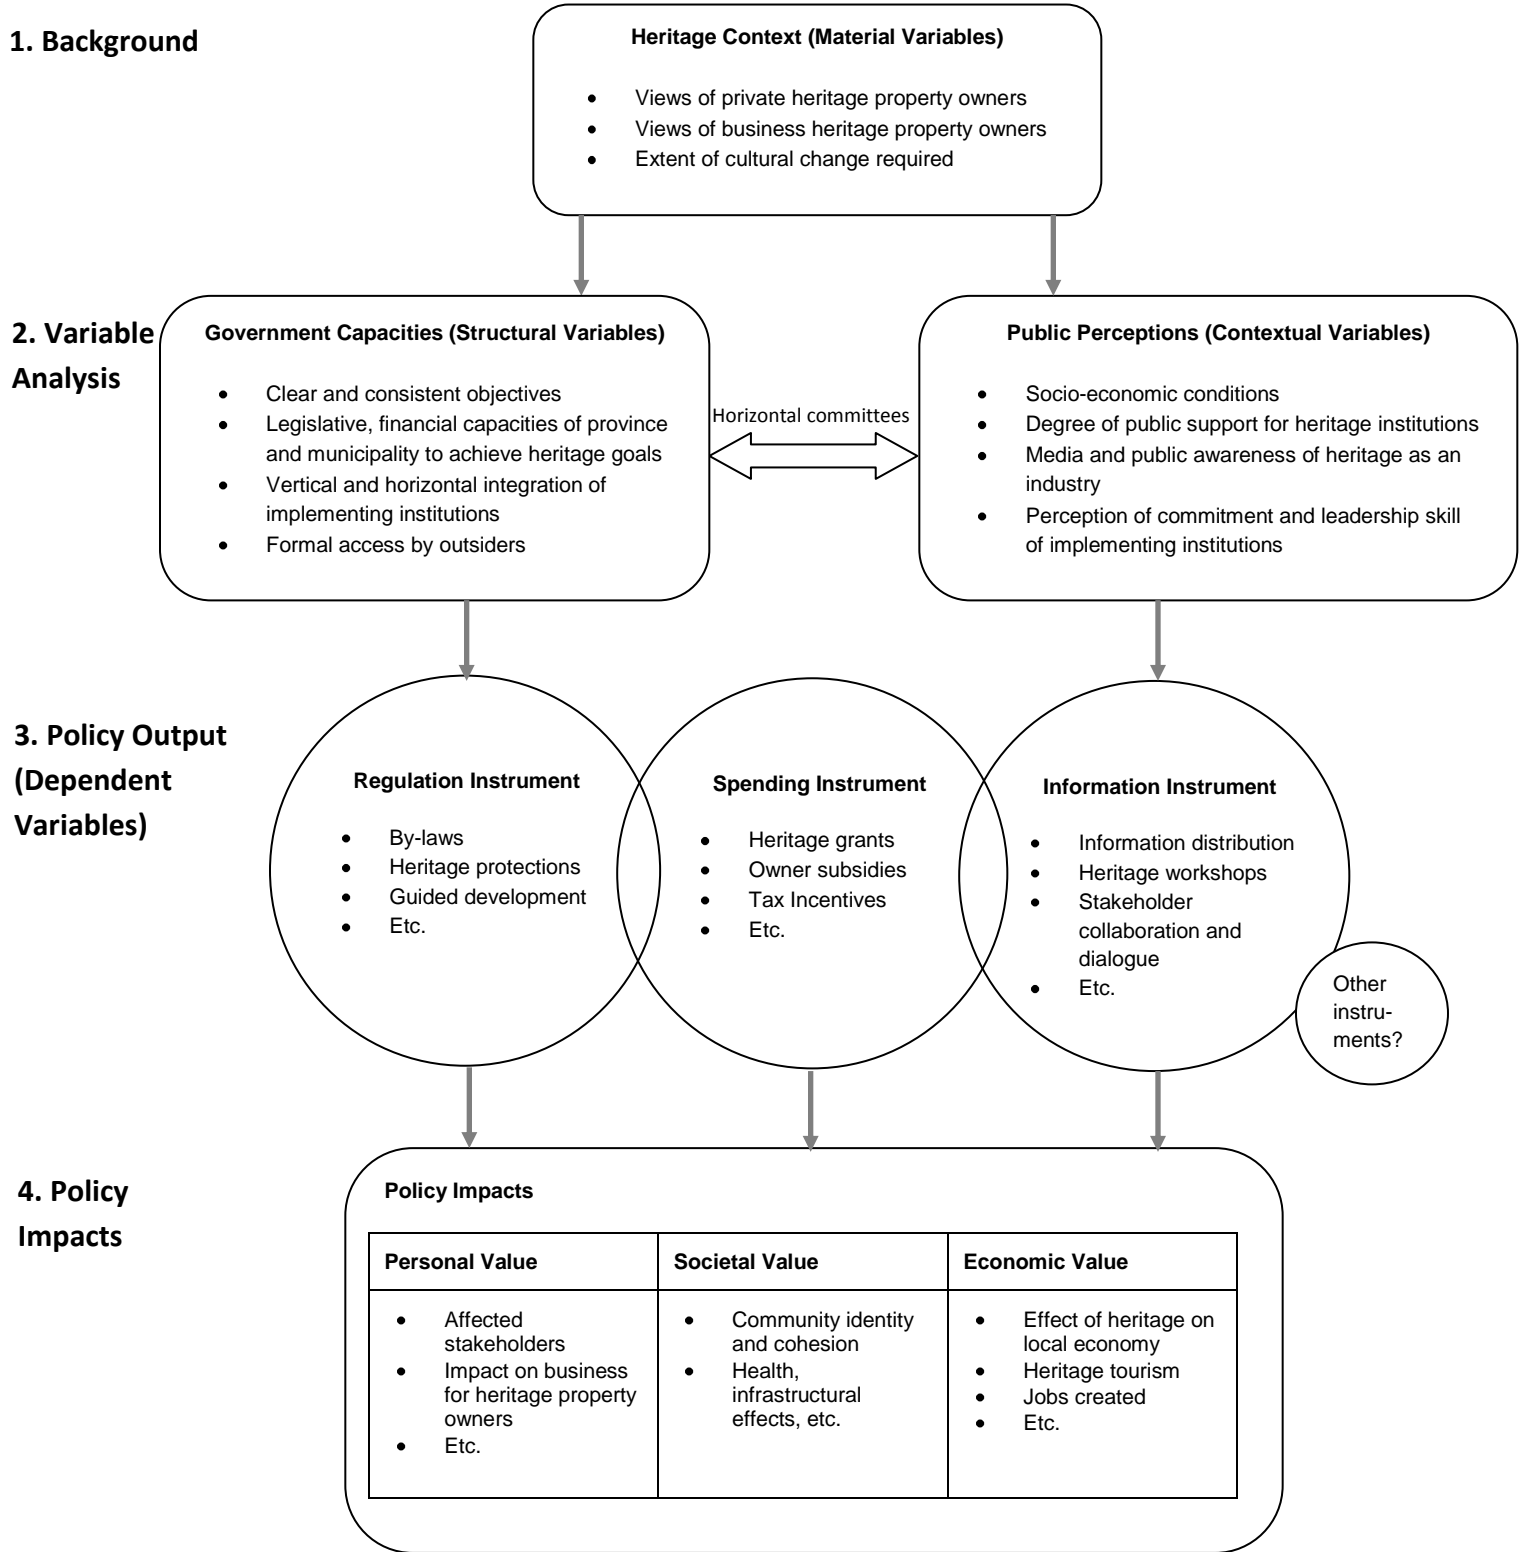 1. Background
Heritage Context (Material Variables)
• Views of private heritage property owners
• Views of business heritage property owners
• Extent of cultural change required
2. Variable
Analysis
Government Capacities (Structural Variables)
• Clear and consistent objectives
• Legislative, financial capacities of province
and municipality to achieve heritage goals
• Vertical and horizontal integration of
implementing institutions
• Formal access by outsiders
Horizontal committees
Public Perceptions (Contextual Variables)
• Socio-economic conditions
• Degree of public support for heritage institutions
• Media and public awareness of heritage as an
industry
• Perception of commitment and leadership skill
of implementing institutions
3. Policy Output
(Dependent
Variables)
Regulation Instrument
• By-laws
• Heritage protections
• Guided development
• Etc.
Spending Instrument
• Heritage grants
• Owner subsidies
• Tax Incentives
• Etc.
Information Instrument
• Information distribution
• Heritage workshops
• Stakeholder
collaboration and
dialogue
• Etc.
Other
instru-
ments?
4. Policy
Impacts
Policy Impacts
Personal Value
• Affected
stakeholders
• Impact on business
for heritage property
owners
• Etc.
Societal Value
• Community identity
and cohesion
• Health,
infrastructural
effects, etc.
Economic Value
• Effect of heritage on
local economy
• Heritage tourism
• Jobs created
• Etc.